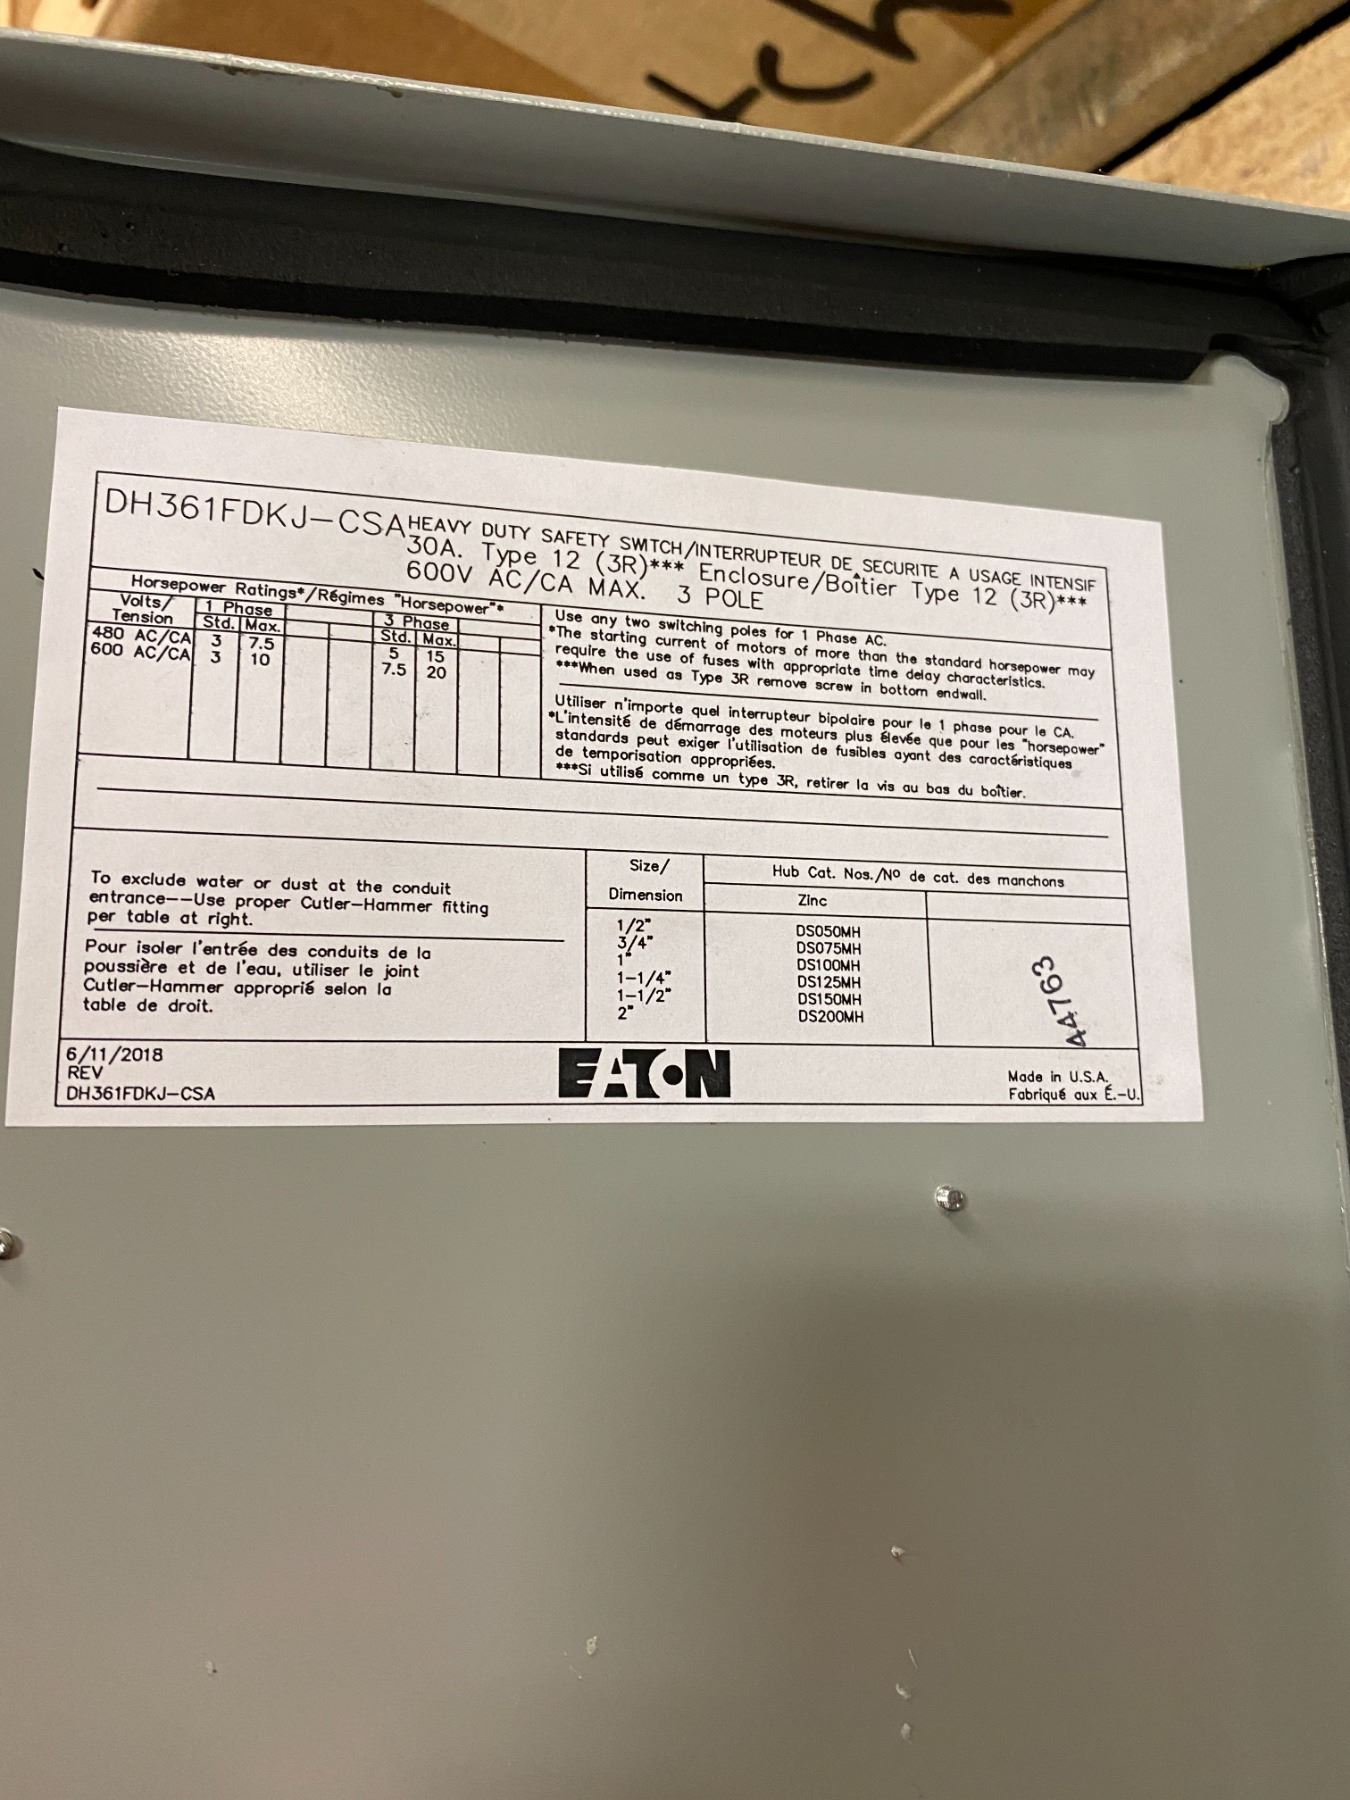 tch
DH361FDKJ-CSA HEAVY DUTY SAFETY SWITCH/INTERRUPTEUR DE SECURITE A USAGE INTENSIF
30A. Type 12 (3R)*** Enclosure/Boîtier Type 12 (3R)***
600V AC/CA MAX. 3 POLE
Horsepower Ratings*/Régimes "Horsepower"*
Volts/ 1 Phase 3 Phase
Tension Std. Max. Std. Max.
480 AC/CA 3 7.5 5 15
600 AC/CA 3 10 7.5 20
Use any two switching poles for 1 Phase AC.
*The starting current of motors of more than the standard horsepower may
require the use of fuses with appropriate time delay characteristics.
***When used as Type 3R remove screw in bottom endwall.
Utiliser n'importe quel interrupteur bipolaire pour le 1 phase pour le CA.
*L'intensité de démarrage des moteurs plus élevée que pour les "horsepower"
standards peut exiger l'utilisation de fusibles ayant des caractéristiques
de temporisation appropriées.
***Si utilisé comme un type 3R, retirer la vis au bas du boîtier.
To exclude water or dust at the conduit
entrance--Use proper Cutler-Hammer fitting
per table at right.
Pour isoler l'entrée des conduits de la
poussière et de l'eau, utiliser le joint
Cutler-Hammer approprié selon la
table de droit.
Size/ Hub Cat. Nos./Nº de cat. des manchons
Dimension Zinc
1/2" DS050MH
3/4" DS075MH
1" DS100MH
1-1/4" DS125MH
1-1/2" DS150MH
2" DS200MH
44763
6/11/2018
REV
DH361FDKJ-CSA
EATON
Made in U.S.A.
Fabriqué aux É.-U.